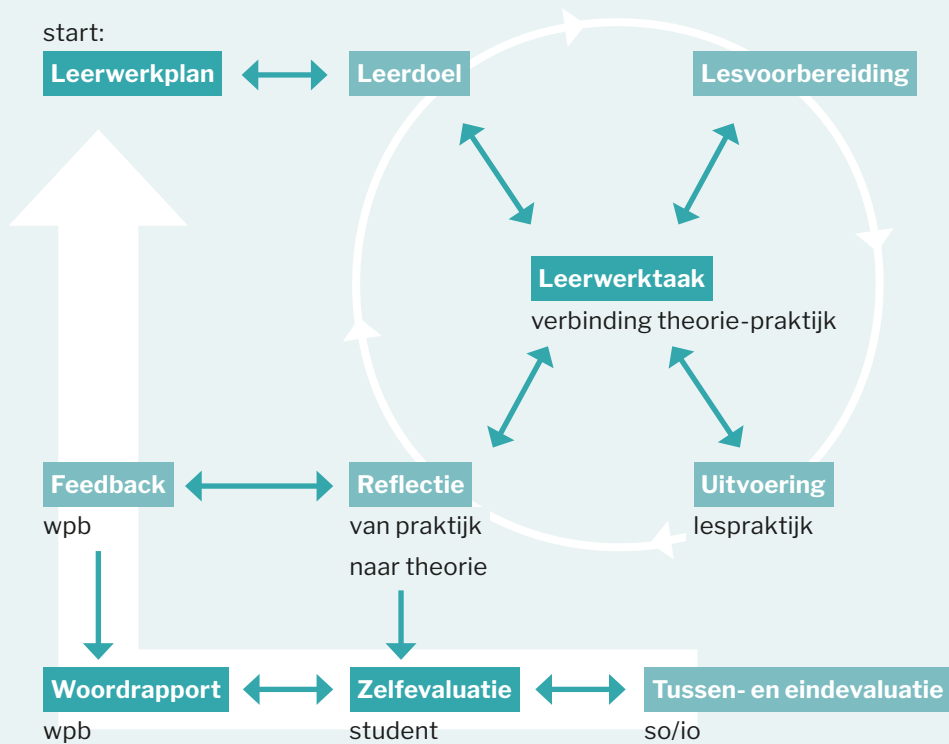 start:
Leerwerkplan
Leerdoel
Lesvoorbereiding
Leerwerktaak
verbinding theorie-praktijk
Feedback
wpb
Reflectie
van praktijk
naar theorie
Uitvoering
lespraktijk
Woordrapport
wpb
Zelfevaluatie
student
Tussen- en eindevaluatie
so/io